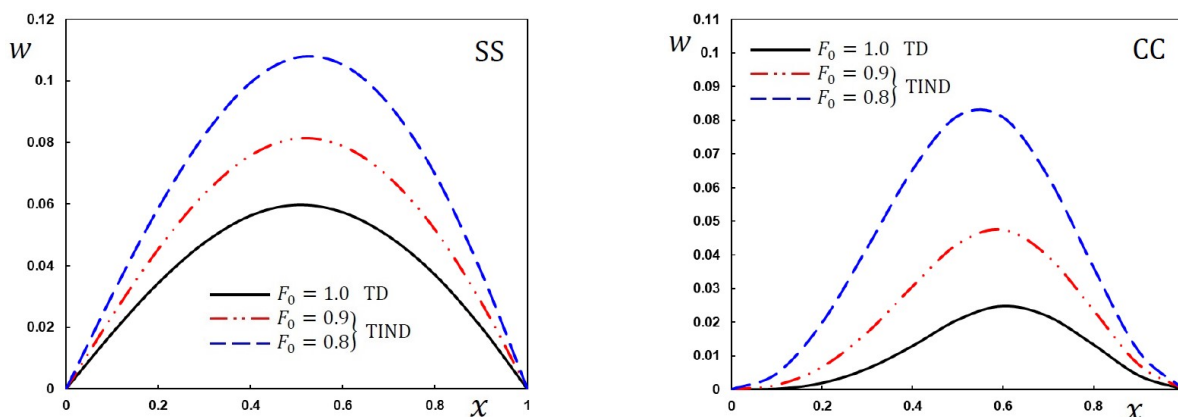 0.12
w
SS
0.1
0.08
0.06
0.04
F₀ = 1.0 TD
F₀ = 0.9
F₀ = 0.8} TIND
0.02
0
0 0.2 0.4 0.6 0.8 1
x
0.11
w
0.1
F₀ = 1.0 TD
CC
0.09
F₀ = 0.9
F₀ = 0.8} TIND
0.08
0.07
0.06
0.05
0.04
0.03
0.02
0.01
0
0 0.2 0.4 0.6 0.8
x